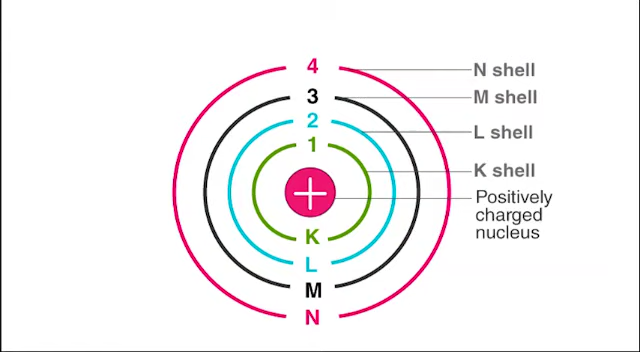 4
3
2
1
K
L
M
N
N shell
M shell
L shell
K shell
Positively
charged
nucleus